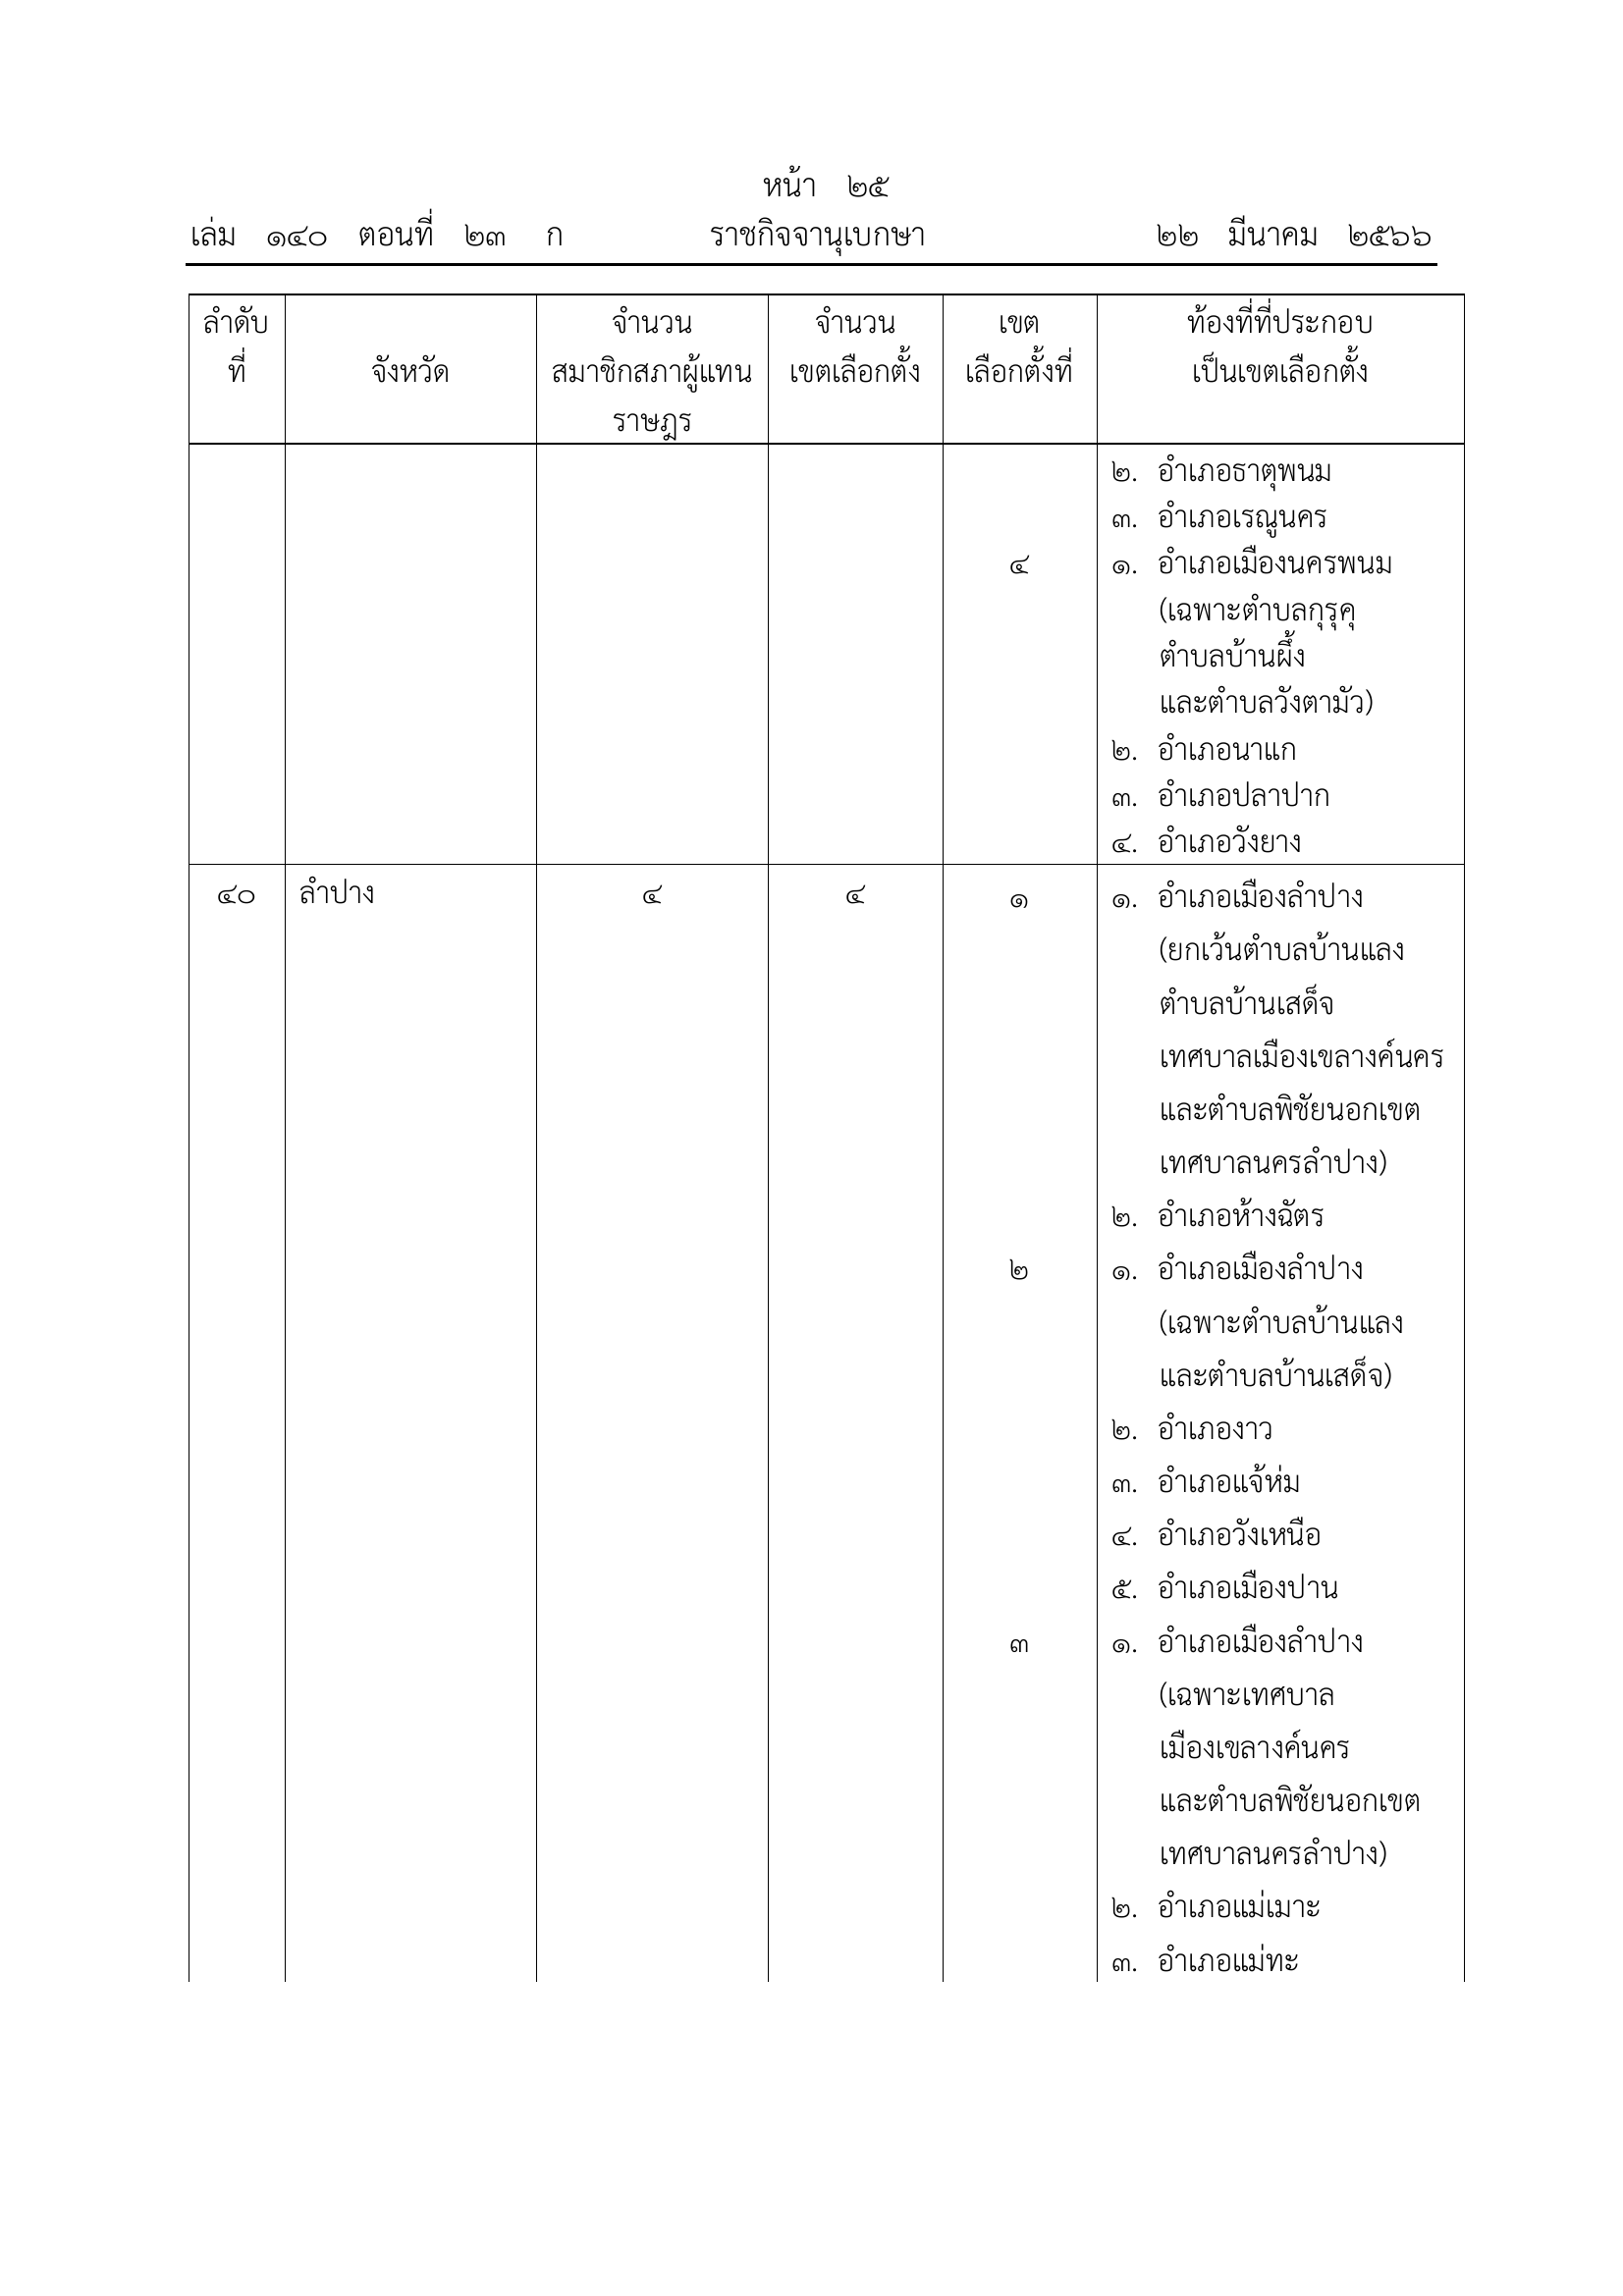 หน้า ๒๕
เล่ม ๑๔๐ ตอนที่ ๒๓ ก ราชกิจจานุเบกษา ๒๒ มีนาคม ๒๕๖๖
ลำดับ จำนวน จำนวน เขต ท้องที่ที่ประกอบ
ที่ จังหวัด สมาชิกสภาผู้แทน เขตเลือกตั้ง เลือกตั้งที่ เป็นเขตเลือกตั้ง
ราษฎร
๒. อำเภอธาตุพนม
๓. อำเภอเรณูนคร
๔ ๑. อำเภอเมืองนครพนม
(เฉพาะตำบลกุรุคุ
ตำบลบ้านผึ้ง
และตำบลวังตามัว)
๒. อำเภอนาแก
๓. อำเภอปลาปาก
๔. อำเภอวังยาง
๔๐ ลำปาง ๔ ๔ ๑ ๑. อำเภอเมืองลำปาง
(ยกเว้นตำบลบ้านแลง
ตำบลบ้านเสด็จ
เทศบาลเมืองเขลางค์นคร
และตำบลพิชัยนอกเขต
เทศบาลนครลำปาง)
๒. อำเภอห้างฉัตร
๒ ๑. อำเภอเมืองลำปาง
(เฉพาะตำบลบ้านแลง
และตำบลบ้านเสด็จ)
๒. อำเภองาว
๓. อำเภอแจ้ห่ม
๔. อำเภอวังเหนือ
๕. อำเภอเมืองปาน
๓ ๑. อำเภอเมืองลำปาง
(เฉพาะเทศบาล
เมืองเขลางค์นคร
และตำบลพิชัยนอกเขต
เทศบาลนครลำปาง)
๒. อำเภอแม่เมาะ
๓. อำเภอแม่ทะ